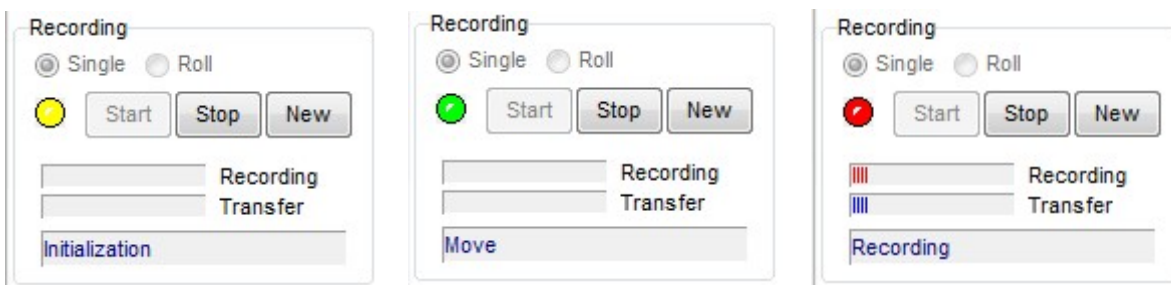 Recording
Single Roll
Start Stop New
Recording
Transfer
Initialization
Recording
Single Roll
Start Stop New
Recording
Transfer
Move
Recording
Single Roll
Start Stop New
Recording
Transfer
Recording